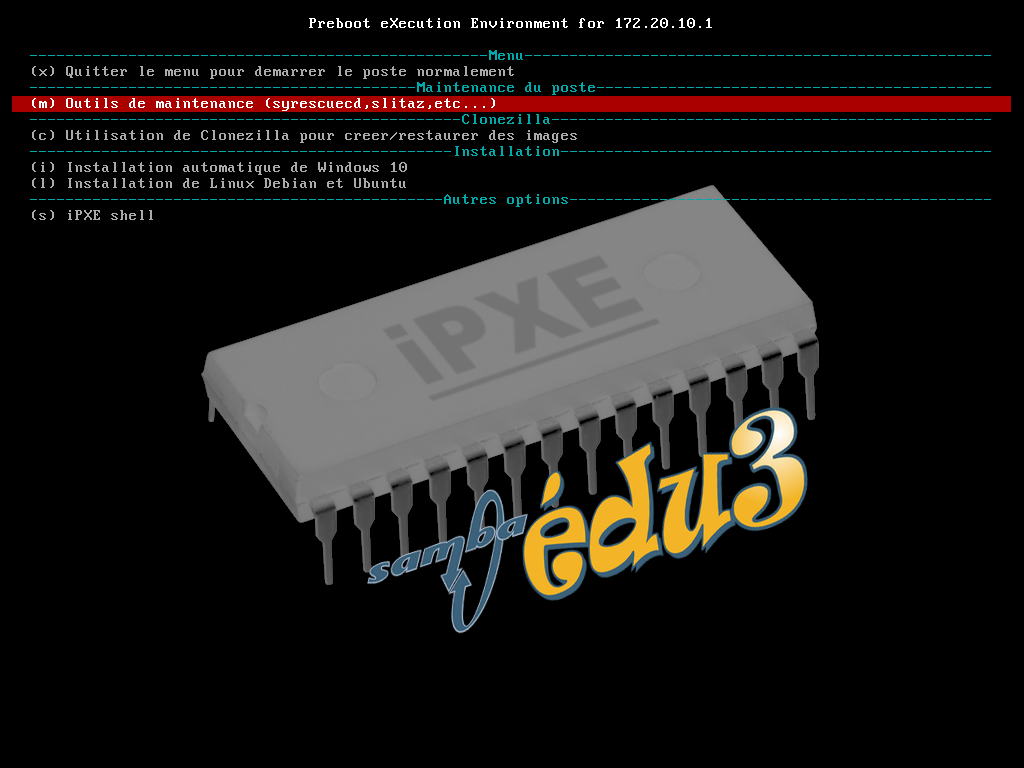 Preboot eXecution Environment for 172.20.10.1
Menu
(x) Quitter le menu pour demarrer le poste normalement
Maintenance du poste
(m) Outils de maintenance (syrescuecd,slitaz,etc...)
Clonezilla
(c) Utilisation de Clonezilla pour creer/restaurer des images
Installation
(i) Installation automatique de Windows 10
(l) Installation de Linux Debian et Ubuntu
Autres options
(s) iPXE shell
iPXE
samba édu3